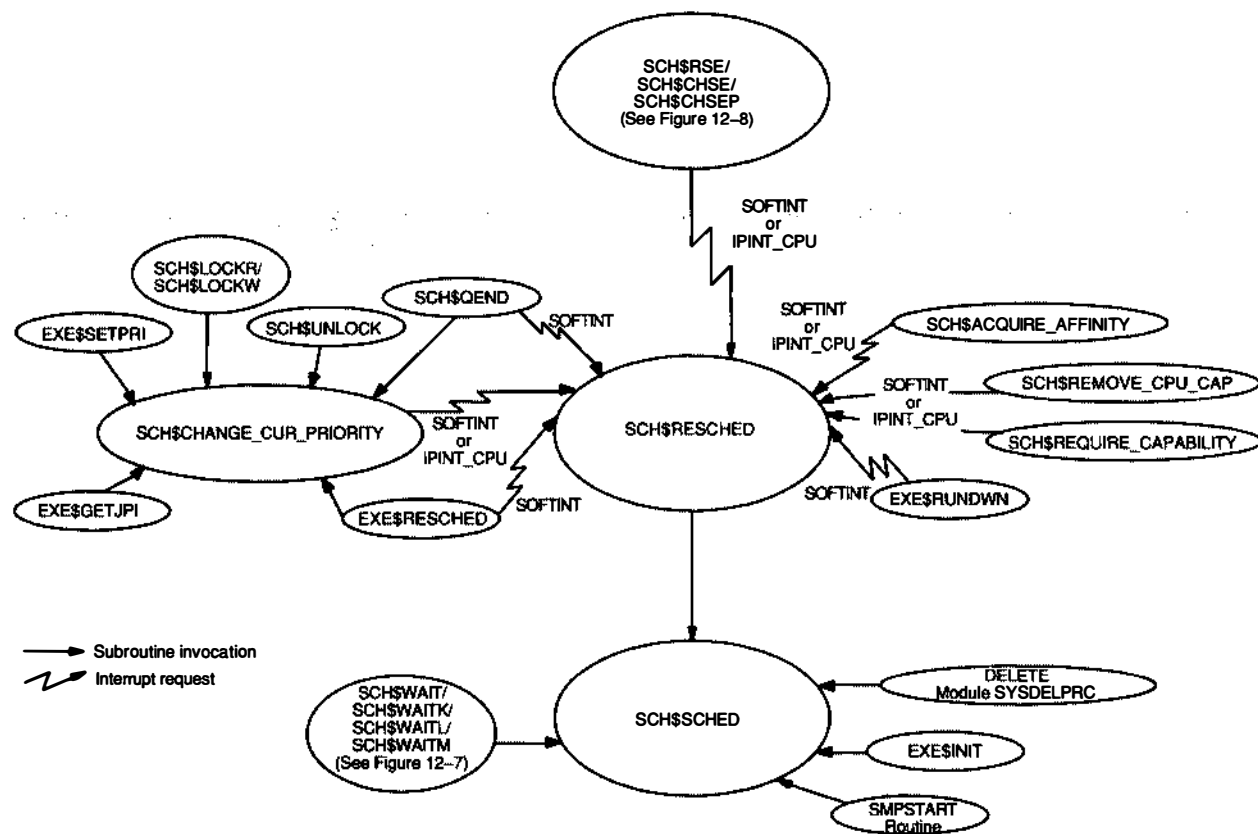 SCH$RSE/
SCH$CHSE/
SCH$CHSEP
(See Figure 12–8)
SOFTINT
or
IPINT_CPU
SCH$LOCKR/
SCH$LOCKW
SCH$QEND
EXE$SETPRI
SCH$UNLOCK
SOFTINT
SOFTINT
or
IPINT_CPU
SCH$ACQUIRE_AFFINITY
SCH$CHANGE_CUR_PRIORITY
SOFTINT
or
IPINT_CPU
SCH$RESCHED
SOFTINT
or
IPINT_CPU
SCH$REMOVE_CPU_CAP
SCH$REQUIRE_CAPABILITY
EXE$GETJPI
EXE$RESCHED
SOFTINT
SOFTINT
EXE$RUNDWN
Subroutine invocation
Interrupt request
SCH$WAIT/
SCH$WAITK/
SCH$WAITL/
SCH$WAITM
(See Figure 12–7)
SCH$SCHED
DELETE
Module SYSDELPRC
EXE$INIT
SMPSTART
Routine